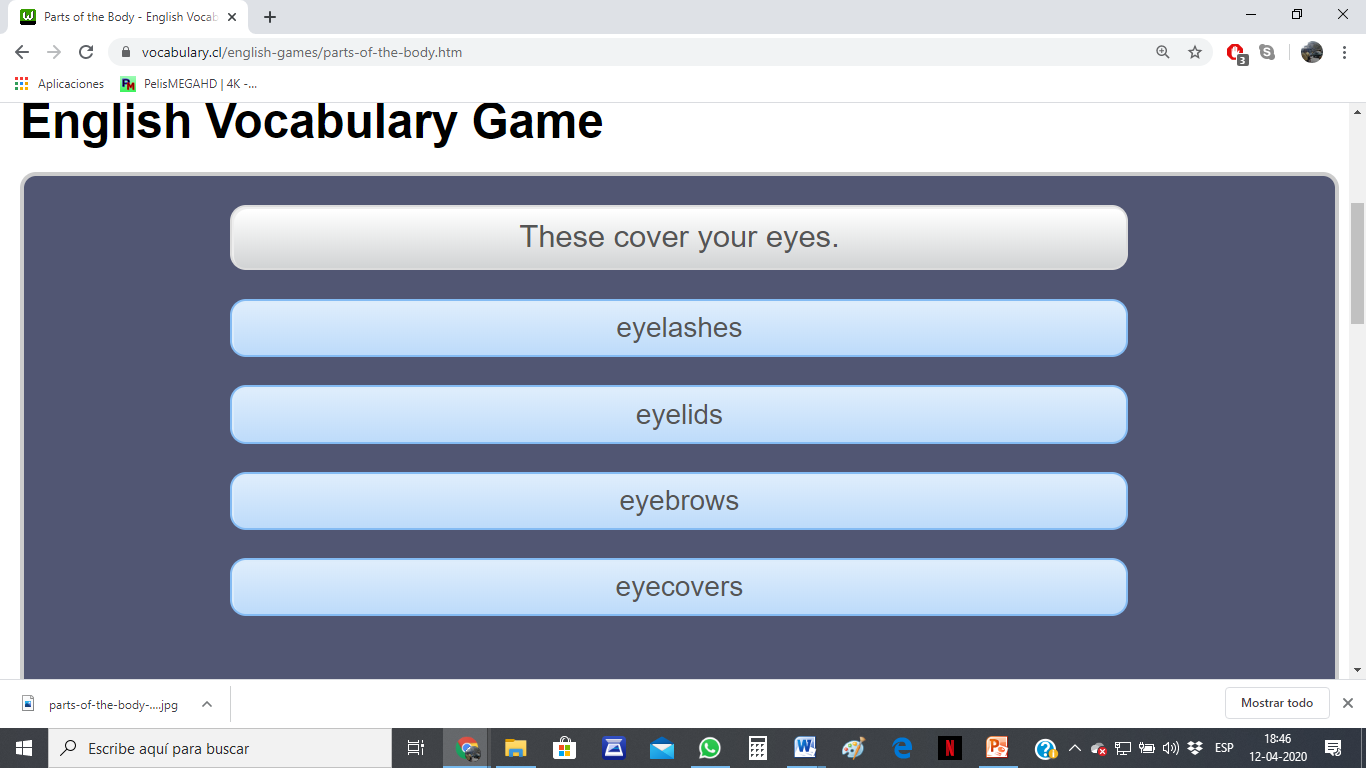 Parts of the Body - English Vocab
vocabulary.cl/english-games/parts-of-the-body.htm
3
Aplicaciones
PelisMEGAHD | 4K -...
English Vocabulary Game
These cover your eyes.
eyelashes
eyelids
eyebrows
eyecovers
parts-of-the-body-....jpg
Mostrar todo
Escribe aquí para buscar
ESP
18:46
12-04-2020